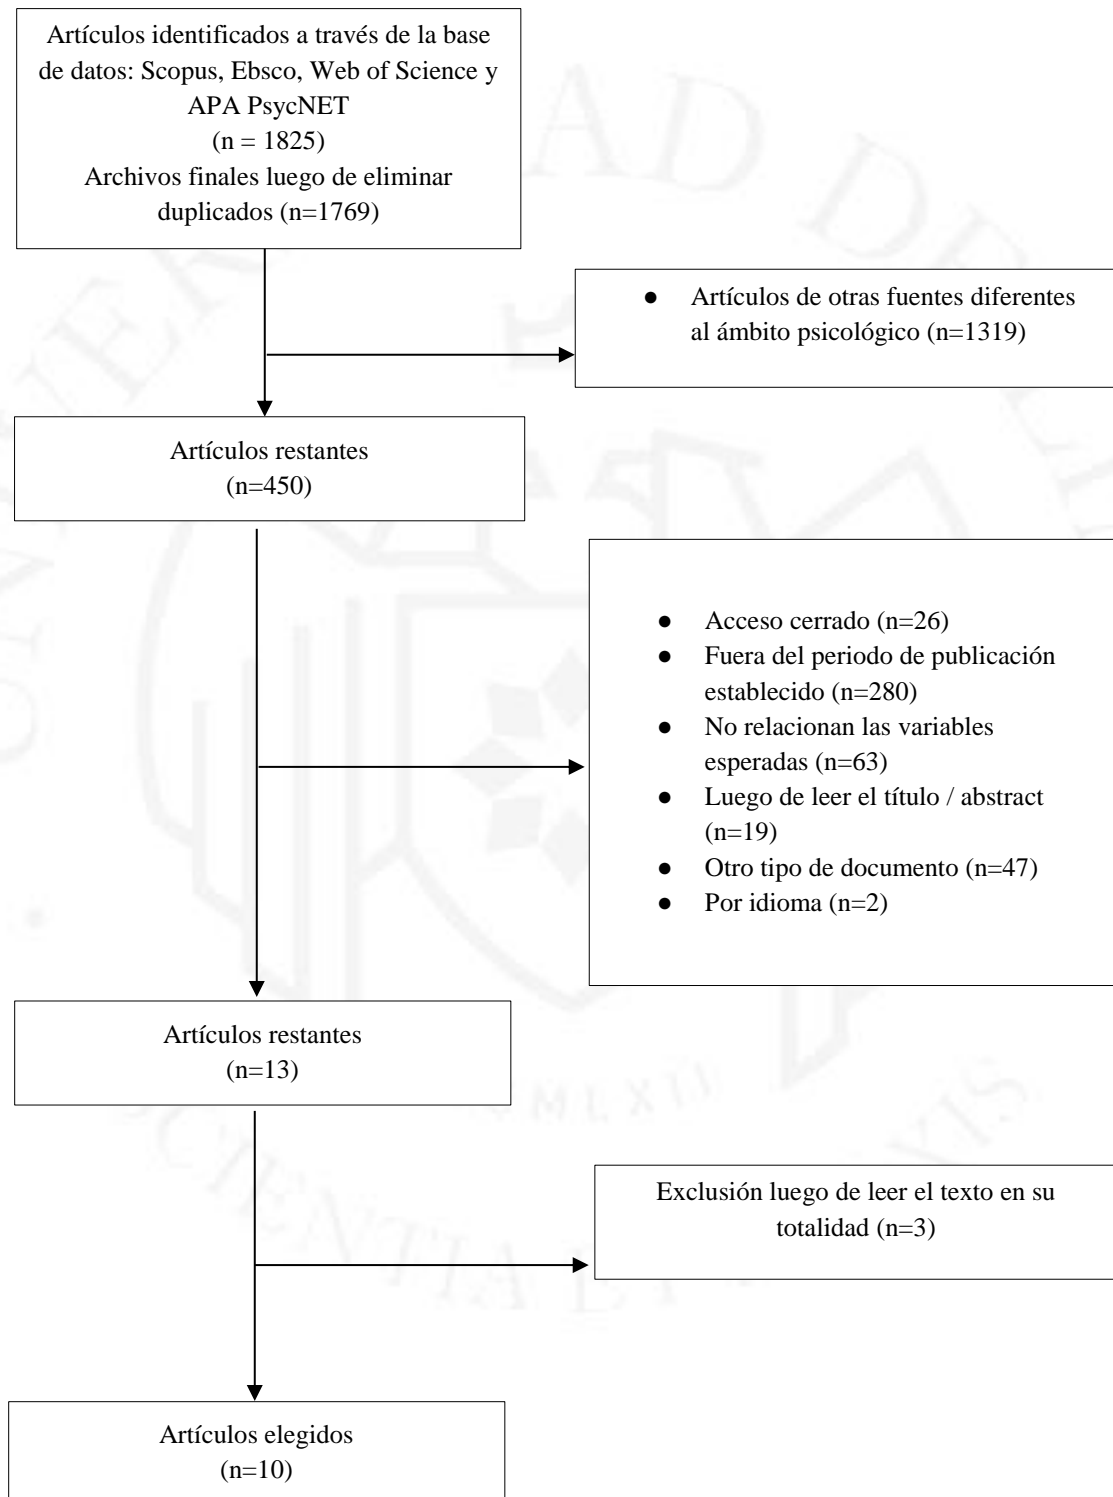 Artículos identificados a través de la base
de datos: Scopus, Ebsco, Web of Science y
APA PsycNET
(n = 1825)
Archivos finales luego de eliminar
duplicados (n=1769)
● Artículos de otras fuentes diferentes
al ámbito psicológico (n=1319)
Artículos restantes
(n=450)
● Acceso cerrado (n=26)
● Fuera del periodo de publicación
establecido (n=280)
● No relacionan las variables
esperadas (n=63)
● Luego de leer el título / abstract
(n=19)
● Otro tipo de documento (n=47)
● Por idioma (n=2)
Artículos restantes
(n=13)
Exclusión luego de leer el texto en su
totalidad (n=3)
Artículos elegidos
(n=10)